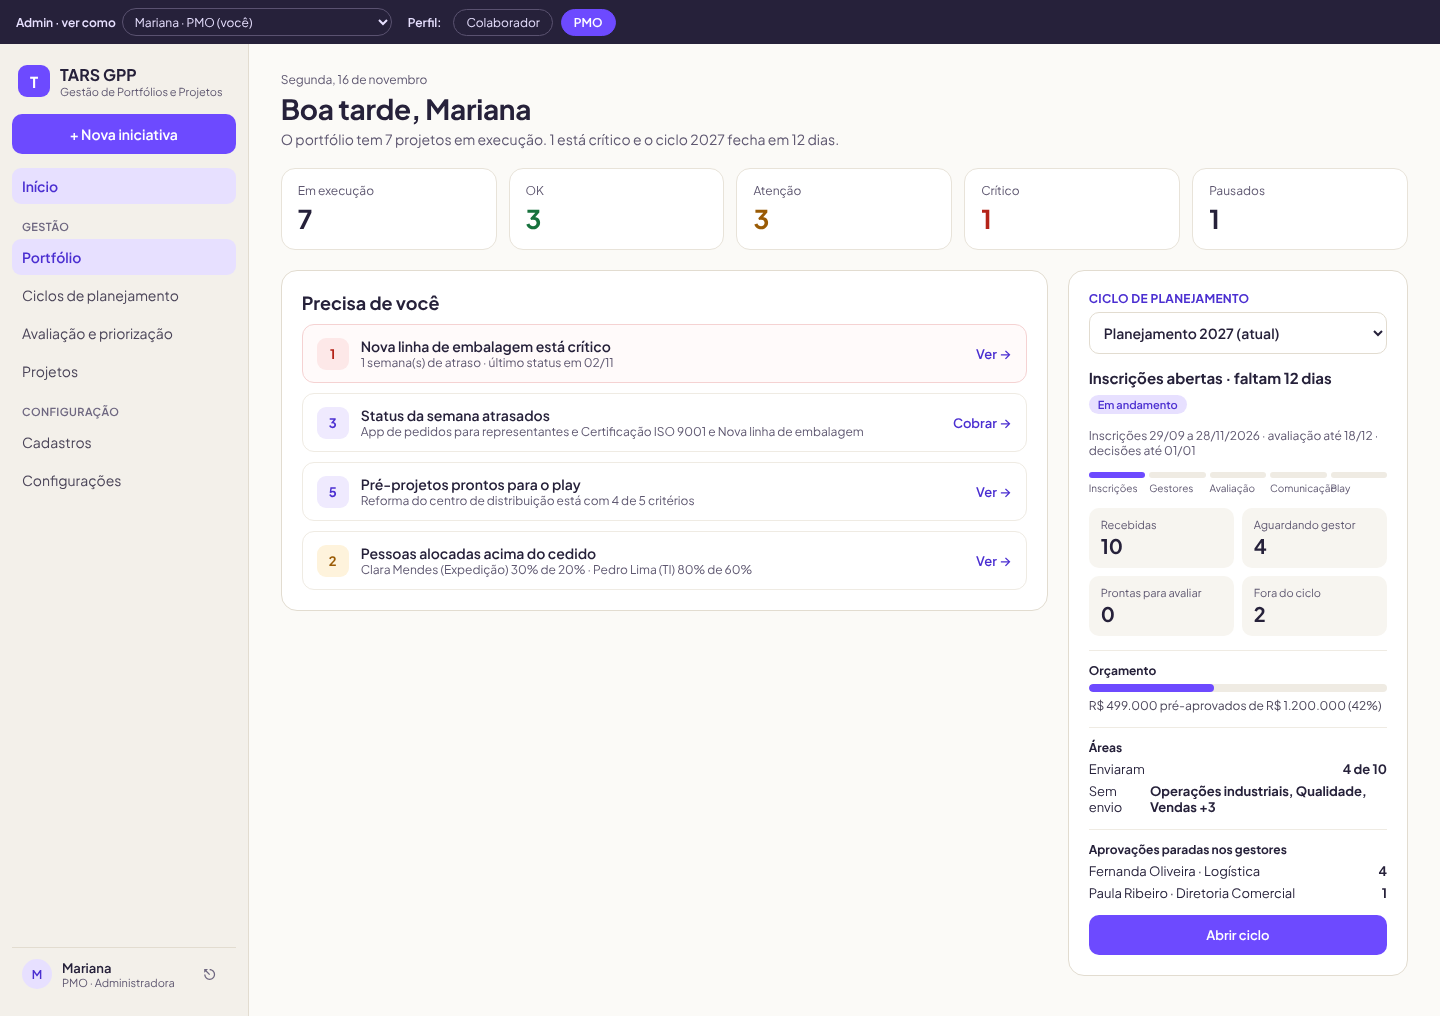 Admin · ver como
Mariana · PMO (você)
Perfil:
Colaborador
PMO
T
TARS GPP
Gestão de Portfólios e Projetos
+ Nova iniciativa
Início
GESTÃO
Portfólio
Ciclos de planejamento
Avaliação e priorização
Projetos
CONFIGURAÇÃO
Cadastros
Configurações
M
Mariana
PMO · Administradora
Segunda, 16 de novembro
Boa tarde, Mariana
O portfólio tem 7 projetos em execução. 1 está crítico e o ciclo 2027 fecha em 12 dias.
Em execução
7
OK
3
Atenção
3
Crítico
1
Pausados
1
Precisa de você
1
Nova linha de embalagem está crítico
1 semana(s) de atraso · último status em 02/11
Ver →
3
Status da semana atrasados
App de pedidos para representantes e Certificação ISO 9001 e Nova linha de embalagem
Cobrar →
5
Pré-projetos prontos para o play
Reforma do centro de distribuição está com 4 de 5 critérios
Ver →
2
Pessoas alocadas acima do cedido
Clara Mendes (Expedição) 30% de 20% · Pedro Lima (TI) 80% de 60%
Ver →
CICLO DE PLANEJAMENTO
Planejamento 2027 (atual)
Inscrições abertas · faltam 12 dias
Em andamento
Inscrições 29/09 a 28/11/2026 · avaliação até 18/12 ·
decisões até 01/01
Inscrições
Gestores
Avaliação
Comunicação
Play
Recebidas
10
Aguardando gestor
4
Prontas para avaliar
0
Fora do ciclo
2
Orçamento
R$ 499.000 pré-aprovados de R$ 1.200.000 (42%)
Áreas
Enviaram
4 de 10
Sem envio
Operações industriais, Qualidade,
Vendas +3
Aprovações paradas nos gestores
Fernanda Oliveira · Logística
4
Paula Ribeiro · Diretoria Comercial
1
Abrir ciclo